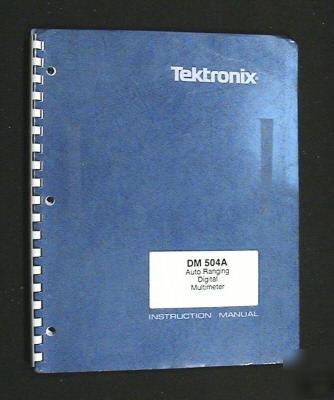 Tektronix
DM 504A
Auto Ranging
Digital
Multimeter
INSTRUCTION MANUAL